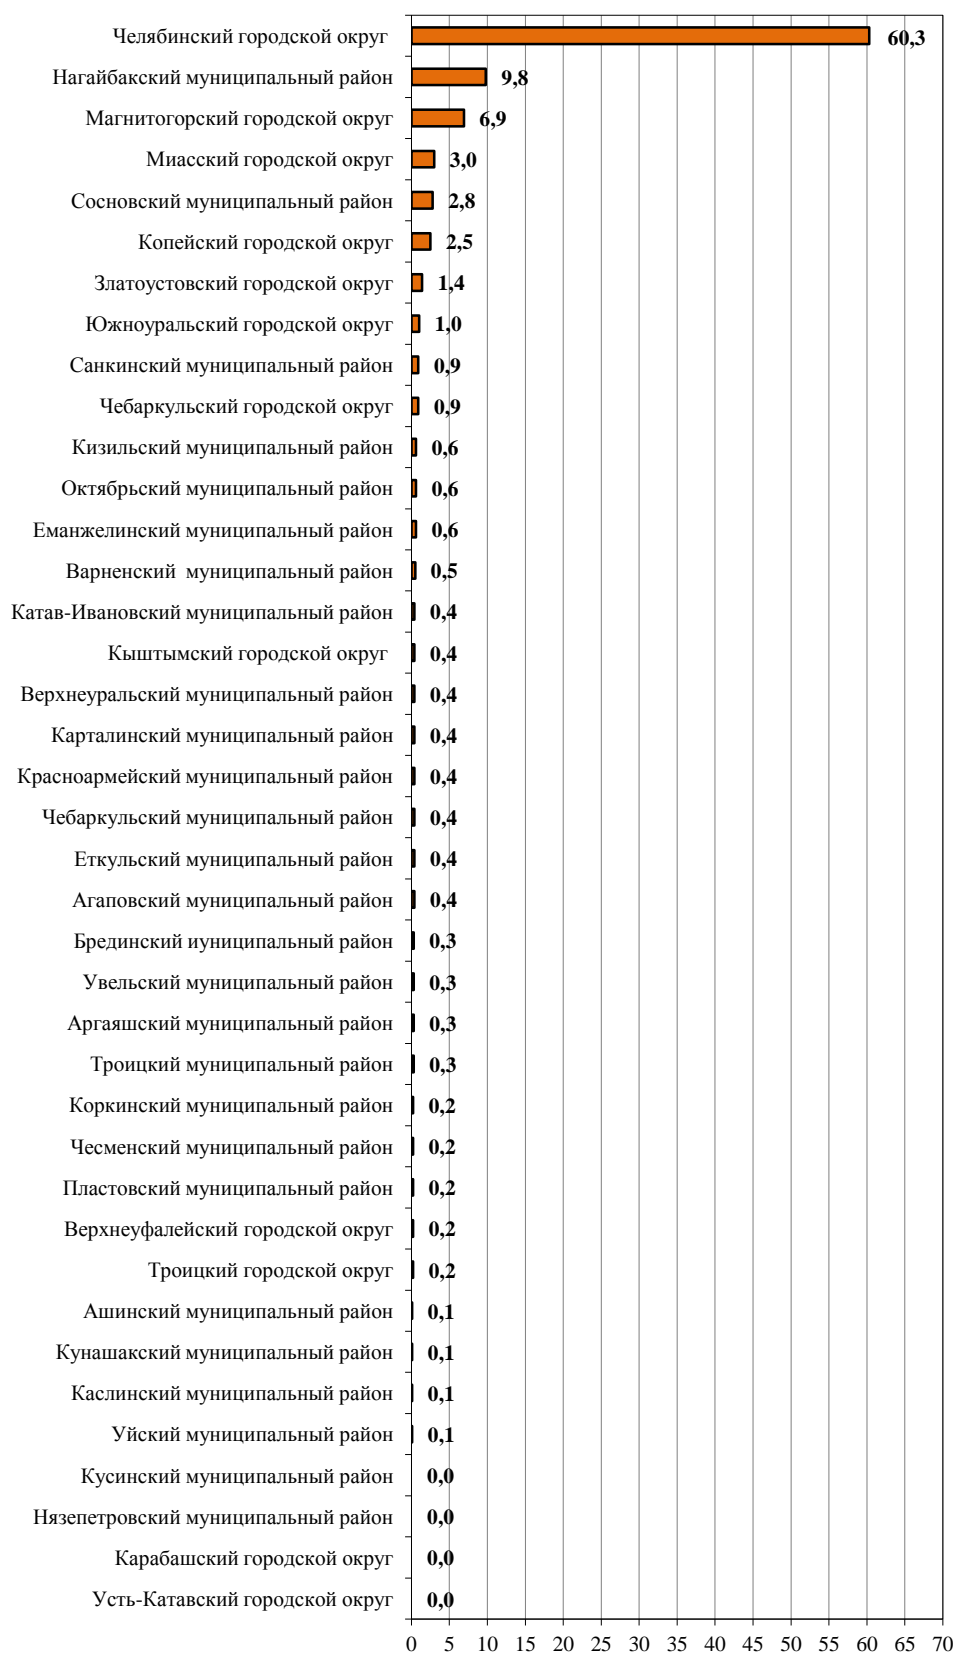 Челябинский городской округ 60,3
Нагайбакский муниципальный район 9,8
Магнитогорский городской округ 6,9
Миасский городской округ 3,0
Сосновский муниципальный район 2,8
Копейский городской округ 2,5
Златоустовский городской округ 1,4
Южноуральский городской округ 1,0
Санкинский муниципальный район 0,9
Чебаркульский городской округ 0,9
Кизильский муниципальный район 0,6
Октябрьский муниципальный район 0,6
Еманжелинский муниципальный район 0,6
Варненский  муниципальный район 0,5
Катав-Ивановский муниципальный район 0,4
Кыштымский городской округ 0,4
Верхнеуральский муниципальный район 0,4
Карталинский муниципальный район 0,4
Красноармейский муниципальный район 0,4
Чебаркульский муниципальный район 0,4
Еткульский муниципальный район 0,4
Агаповский муниципальный район 0,4
Брединский иуниципальный район 0,3
Увельский муниципальный район 0,3
Аргаяшский муниципальный район 0,3
Троицкий муниципальный район 0,3
Коркинский муниципальный район 0,2
Чесменский муниципальный район 0,2
Пластовский муниципальный район 0,2
Верхнеуфалейский городской округ 0,2
Троицкий городской округ 0,2
Ашинский муниципальный район 0,1
Кунашакский муниципальный район 0,1
Каслинский муниципальный район 0,1
Уйский муниципальный район 0,1
Кусинский муниципальный район 0,0
Нязепетровский муниципальный район 0,0
Карабашский городской округ 0,0
Усть-Катавский городской округ 0,0
0 5 10 15 20 25 30 35 40 45 50 55 60 65 70